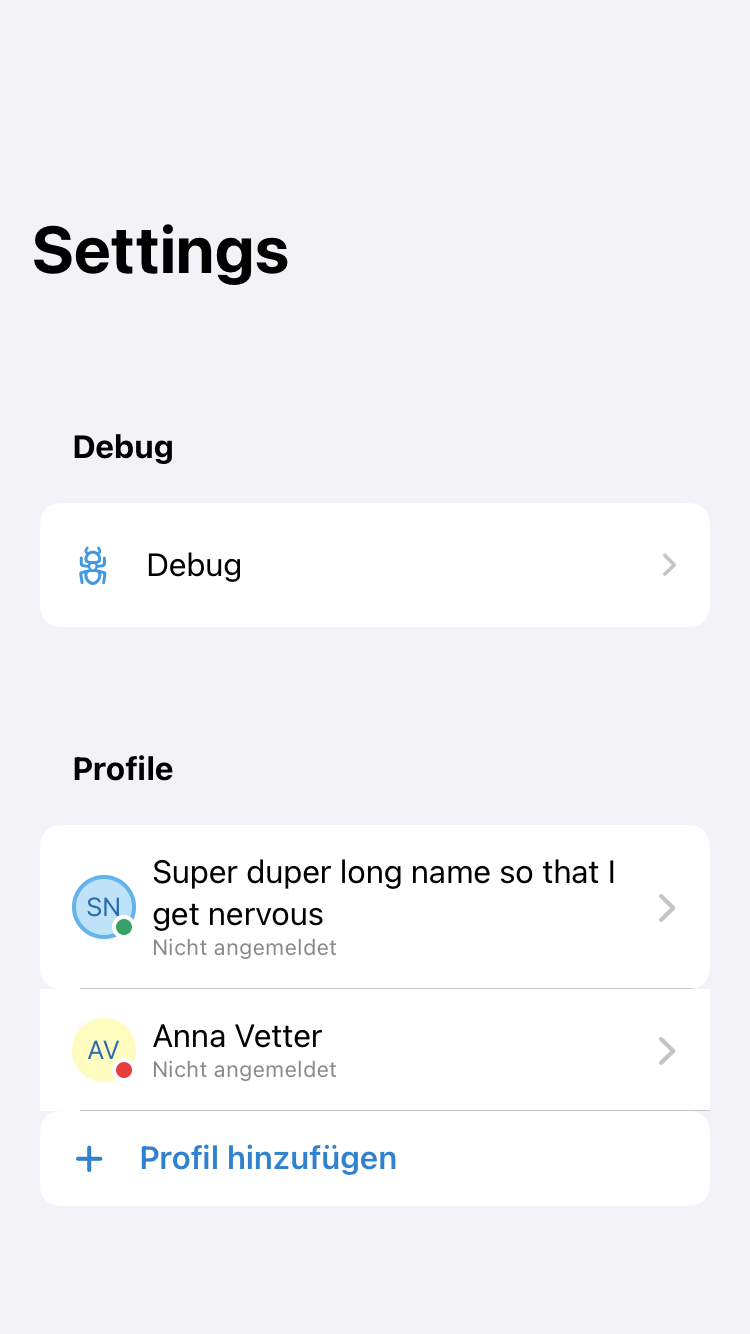 Settings
Debug
Debug
Profile
SN
Super duper long name so that I
get nervous
Nicht angemeldet
AV
Anna Vetter
Nicht angemeldet
Profil hinzufügen